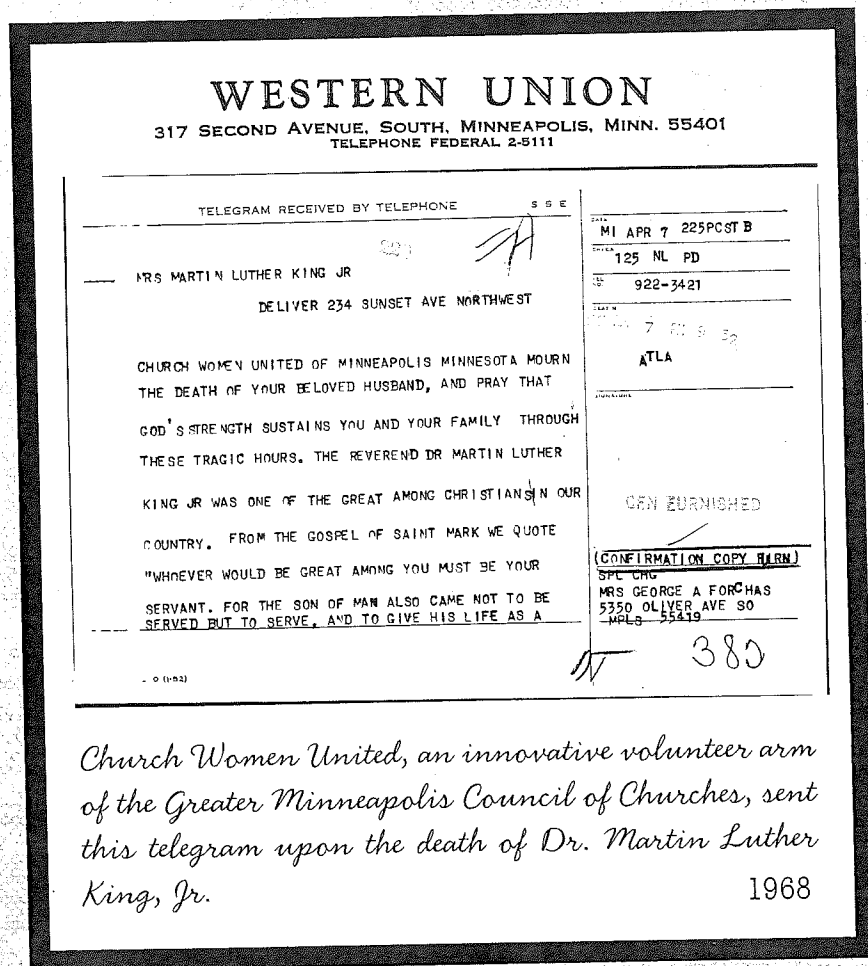 WESTERN UNION
317 SECOND AVENUE, SOUTH, MINNEAPOLIS, MINN. 55401
TELEPHONE FEDERAL 2-5111
TELEGRAM RECEIVED BY TELEPHONE S S E
MRS MARTIN LUTHER KING JR
DELIVER 234 SUNSET AVE NORTHWEST
CHURCH WOMEN UNITED OF MINNEAPOLIS MINNESOTA MOURN
THE DEATH OF YOUR BELOVED HUSBAND, AND PRAY THAT
GOD'S STRENGTH SUSTAINS YOU AND YOUR FAMILY THROUGH
THESE TRAGIC HOURS. THE REVEREND DR MARTIN LUTHER
KING JR WAS ONE OF THE GREAT AMONG CHRISTIANS IN OUR
COUNTRY. FROM THE GOSPEL OF SAINT MARK WE QUOTE
"WHOEVER WOULD BE GREAT AMONG YOU MUST BE YOUR
SERVANT. FOR THE SON OF MAN ALSO CAME NOT TO BE
SERVED BUT TO SERVE, AND TO GIVE HIS LIFE AS A
MI APR 7 225PCST B
125 NL PD
922-3421
ATLA
SIGNATURE
(CONFIRMATION COPY
SPL CHG
MRS GEORGE A FORCHAS
5350 OLIVER AVE SO
MPLS 55419
380
Church Women United, an innovative volunteer arm
of the Greater Minneapolis Council of Churches, sent
this telegram upon the death of Dr. Martin Luther
King, Jr.
1968